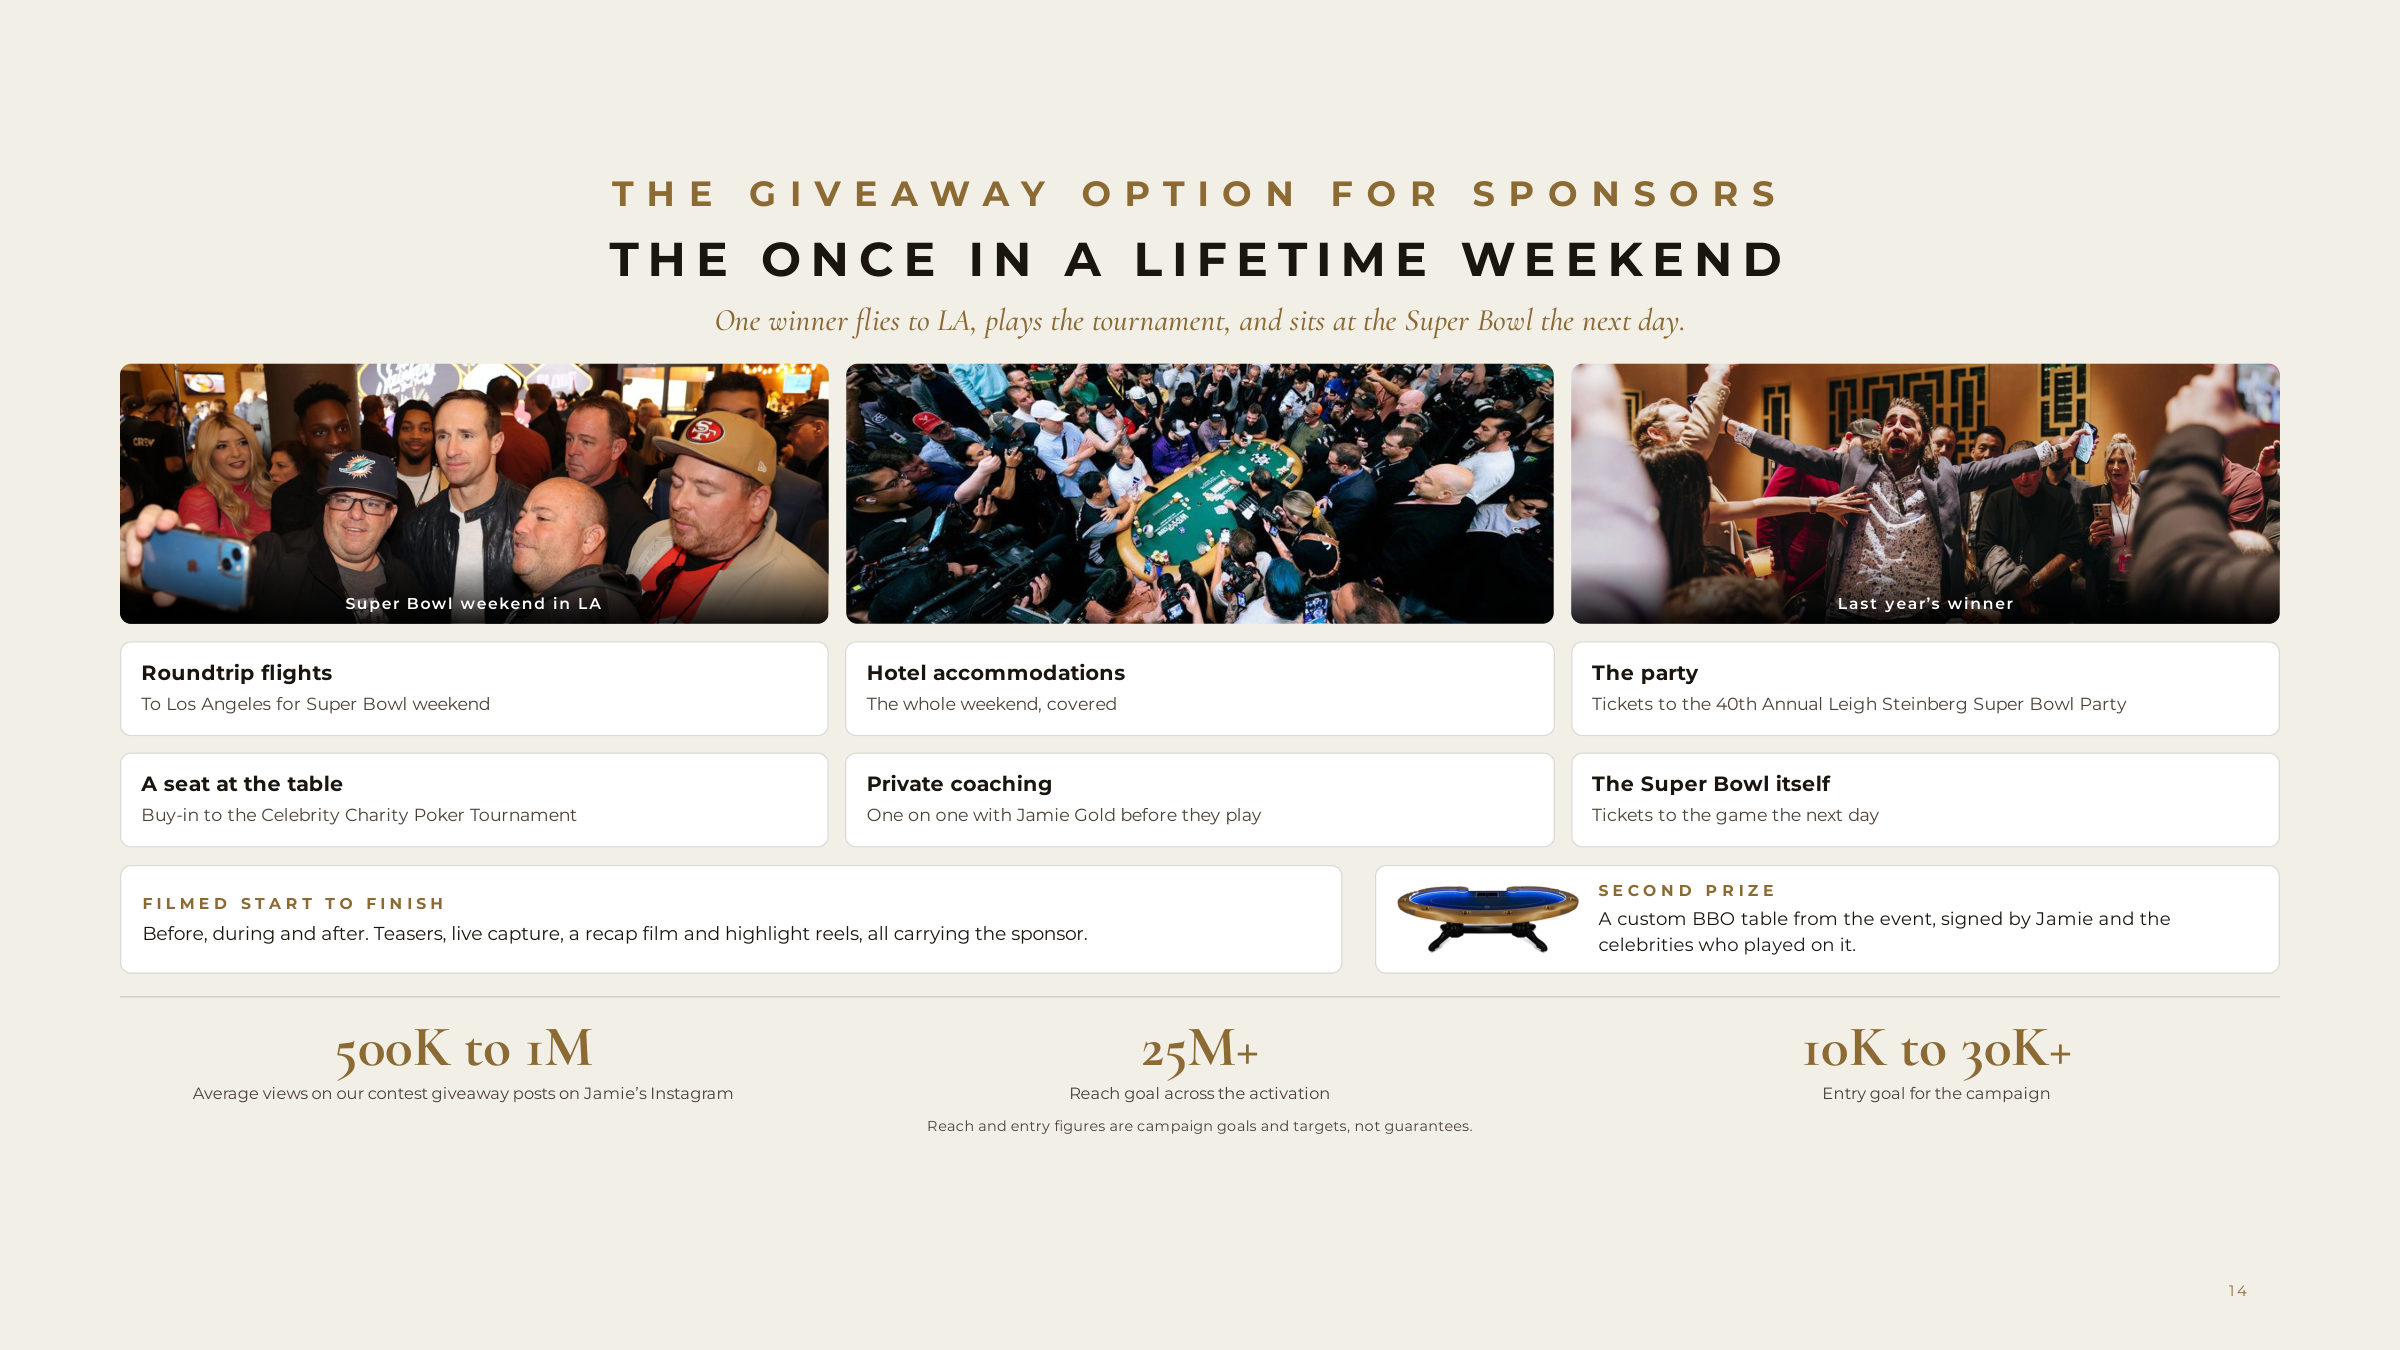 THE GIVEAWAY OPTION FOR SPONSORS
THE ONCE IN A LIFETIME WEEKEND
One winner flies to LA, plays the tournament, and sits at the Super Bowl the next day.
CREW
SF
Super Bowl weekend in LA
Last year’s winner
Roundtrip flights
To Los Angeles for Super Bowl weekend
Hotel accommodations
The whole weekend, covered
The party
Tickets to the 40th Annual Leigh Steinberg Super Bowl Party
A seat at the table
Buy-in to the Celebrity Charity Poker Tournament
Private coaching
One on one with Jamie Gold before they play
The Super Bowl itself
Tickets to the game the next day
FILMED START TO FINISH
Before, during and after. Teasers, live capture, a recap film and highlight reels, all carrying the sponsor.
SECOND PRIZE
A custom BBO table from the event, signed by Jamie and the
celebrities who played on it.
500K to 1M
Average views on our contest giveaway posts on Jamie’s Instagram
25M+
Reach goal across the activation
10K to 30K+
Entry goal for the campaign
Reach and entry figures are campaign goals and targets, not guarantees.
14